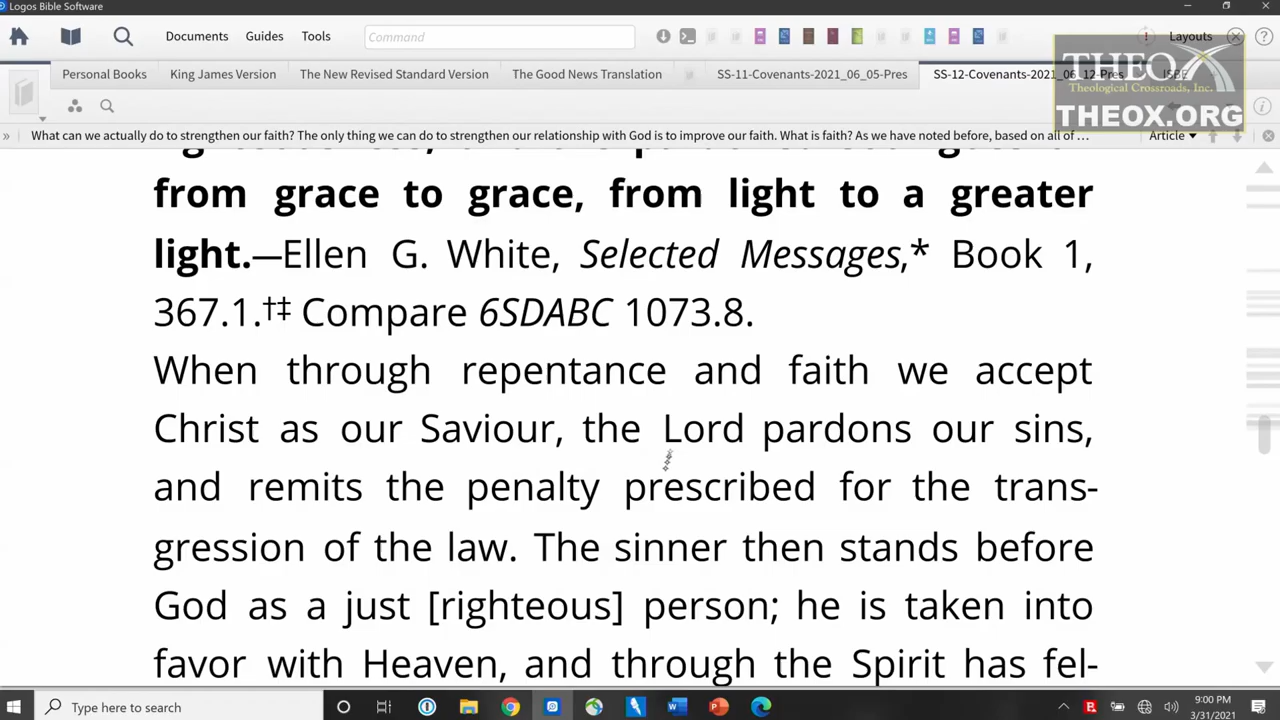 Logos Bible Software
Documents Guides Tools Command Layouts
Personal Books King James Version The New Revised Standard Version The Good News Translation SS-11-Covenants-2021_06_05-Pres SS-12-Covenants-2021_06_12-Pres ISBE
THEOX
Theological Crossroads, Inc.
THEOX.ORG
» What can we actually do to strengthen our faith? The only thing we can do to strengthen our relationship with God is to improve our faith. What is faith? As we have noted before, based on all of … Article
from grace to grace, from light to a greater
light.—Ellen G. White, Selected Messages,* Book 1,
367.1.†‡ Compare 6SDABC 1073.8.
When through repentance and faith we accept
Christ as our Saviour, the Lord pardons our sins,
and remits the penalty prescribed for the trans-
gression of the law. The sinner then stands before
God as a just [righteous] person; he is taken into
favor with Heaven, and through the Spirit has fel-
Type here to search
9:00 PM
3/31/2021